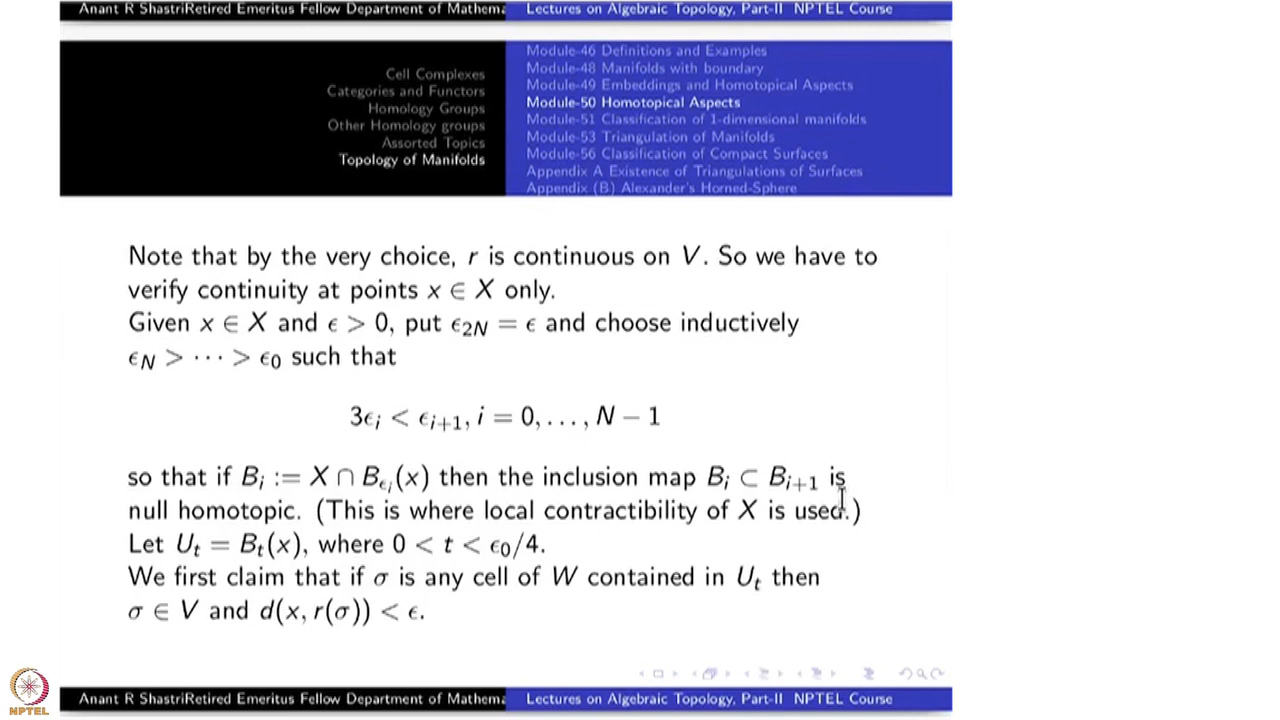 Anant R ShastriRetired Emeritus Fellow Department of Mathema Lectures on Algebraic Topology, Part-II NPTEL Course
Cell Complexes
Categories and Functors
Homology Groups
Other Homology groups
Assorted Topics
Topology of Manifolds
Module-46 Definitions and Examples
Module-48 Manifolds with boundary
Module-49 Embeddings and Homotopical Aspects
Module-50 Homotopical Aspects
Module-51 Classification of 1-dimensional manifolds
Module-53 Triangulation of Manifolds
Module-56 Classification of Compact Surfaces
Appendix A Existence of Triangulations of Surfaces
Appendix (B) Alexander's Horned-Sphere
Note that by the very choice, r is continuous on V. So we have to
verify continuity at points x ∈ X only.
Given x ∈ X and ϵ > 0, put ϵ_{2N} = ϵ and choose inductively
ϵ_N > ··· > ϵ_0 such that
3ϵ_i < ϵ_{i+1}, i = 0, . . . , N − 1
so that if B_i := X ∩ B_{ϵ_i}(x) then the inclusion map B_i ⊂ B_{i+1} is
null homotopic. (This is where local contractibility of X is used.)
Let U_t = B_t(x), where 0 < t < ϵ_0/4.
We first claim that if σ is any cell of W contained in U_t then
σ ∈ V and d(x, r(σ)) < ϵ.
NPTEL
Anant R ShastriRetired Emeritus Fellow Department of Mathema Lectures on Algebraic Topology, Part-II NPTEL Course